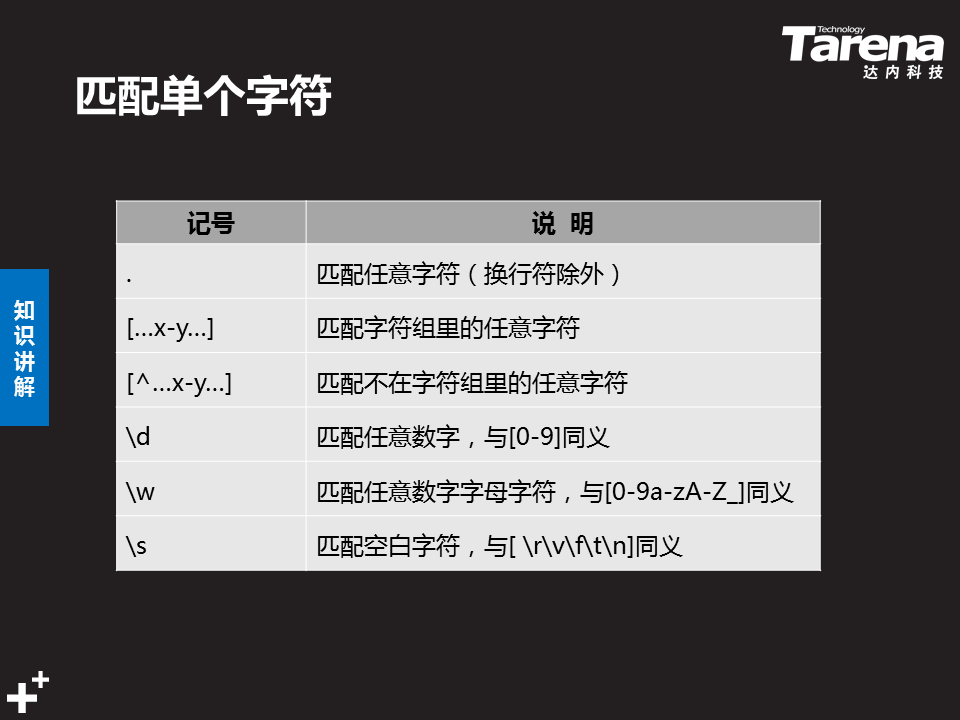 Technology
Tarena
达内科技
匹配单个字符
记号 说 明
. 匹配任意字符（换行符除外）
[...x-y...] 匹配字符组里的任意字符
[^...x-y...] 匹配不在字符组里的任意字符
\d 匹配任意数字，与[0-9]同义
\w 匹配任意数字字母字符，与[0-9a-zA-Z_]同义
\s 匹配空白字符，与[ \r\v\f\t\n]同义
知
识
讲
解